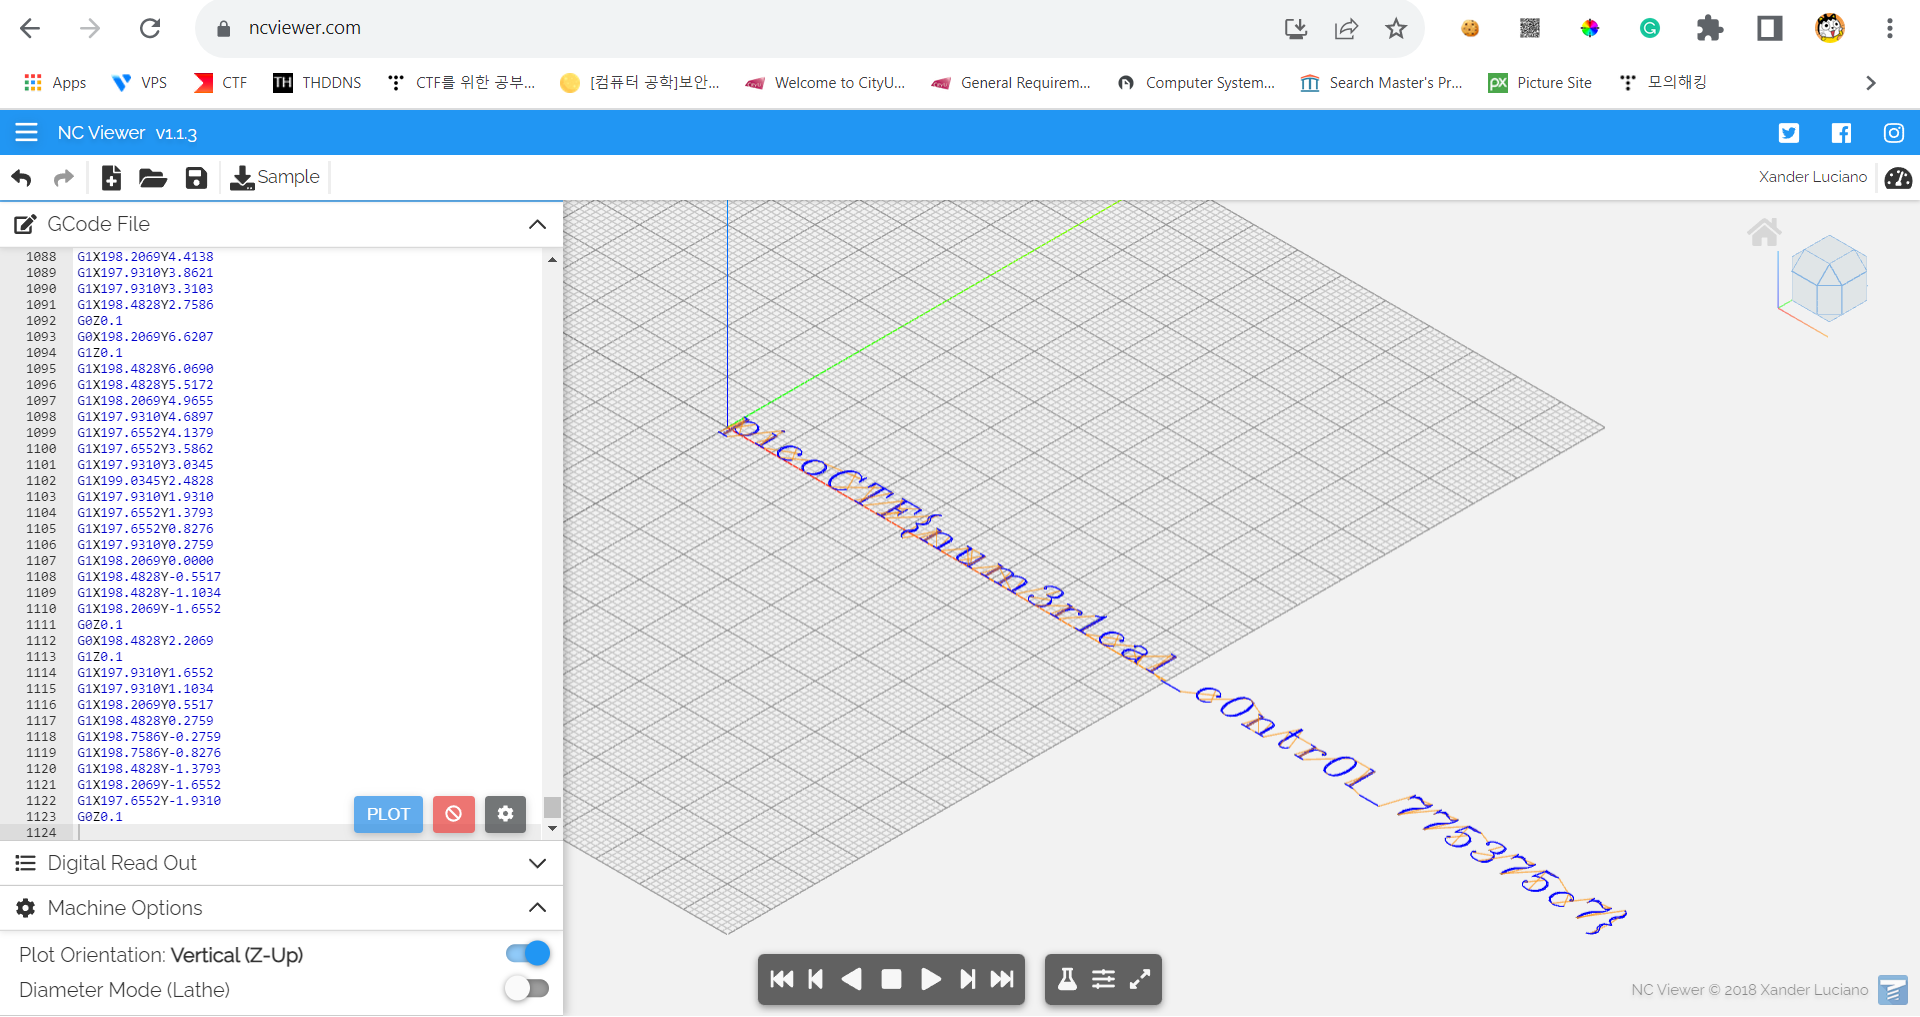 ncviewer.com
Apps
VPS
CTF
TH
THDDNS
CTF를 위한 공부...
[컴퓨터 공학]보안...
Welcome to CityU...
General Requirem...
Computer System...
Search Master's Pr...
px
Picture Site
모의해킹
NC Viewer v1.1.3
Sample
Xander Luciano
GCode File
1088 G1X198.2069Y4.4138
1089 G1X197.9310Y3.8621
1090 G1X197.9310Y3.3103
1091 G1X198.4828Y2.7586
1092 G0Z0.1
1093 G0X198.2069Y6.6207
1094 G1Z0.1
1095 G1X198.4828Y6.0690
1096 G1X198.4828Y5.5172
1097 G1X198.2069Y4.9655
1098 G1X197.9310Y4.6897
1099 G1X197.6552Y4.1379
1100 G1X197.6552Y3.5862
1101 G1X197.9310Y3.0345
1102 G1X199.0345Y2.4828
1103 G1X197.9310Y1.9310
1104 G1X197.6552Y1.3793
1105 G1X197.6552Y0.8276
1106 G1X197.9310Y0.2759
1107 G1X198.2069Y0.0000
1108 G1X198.4828Y-0.5517
1109 G1X198.4828Y-1.1034
1110 G1X198.2069Y-1.6552
1111 G0Z0.1
1112 G0X198.4828Y2.2069
1113 G1Z0.1
1114 G1X197.9310Y1.6552
1115 G1X197.9310Y1.1034
1116 G1X198.2069Y0.5517
1117 G1X198.4828Y0.2759
1118 G1X198.7586Y-0.2759
1119 G1X198.7586Y-0.8276
1120 G1X198.4828Y-1.3793
1121 G1X198.2069Y-1.6552
1122 G1X197.6552Y-1.9310
1123 G0Z0.1
1124
PLOT
picoCTF{num3r1cal_c0ntr0l_775375c7}
Digital Read Out
Machine Options
Plot Orientation: Vertical (Z-Up)
Diameter Mode (Lathe)
NC Viewer © 2018 Xander Luciano